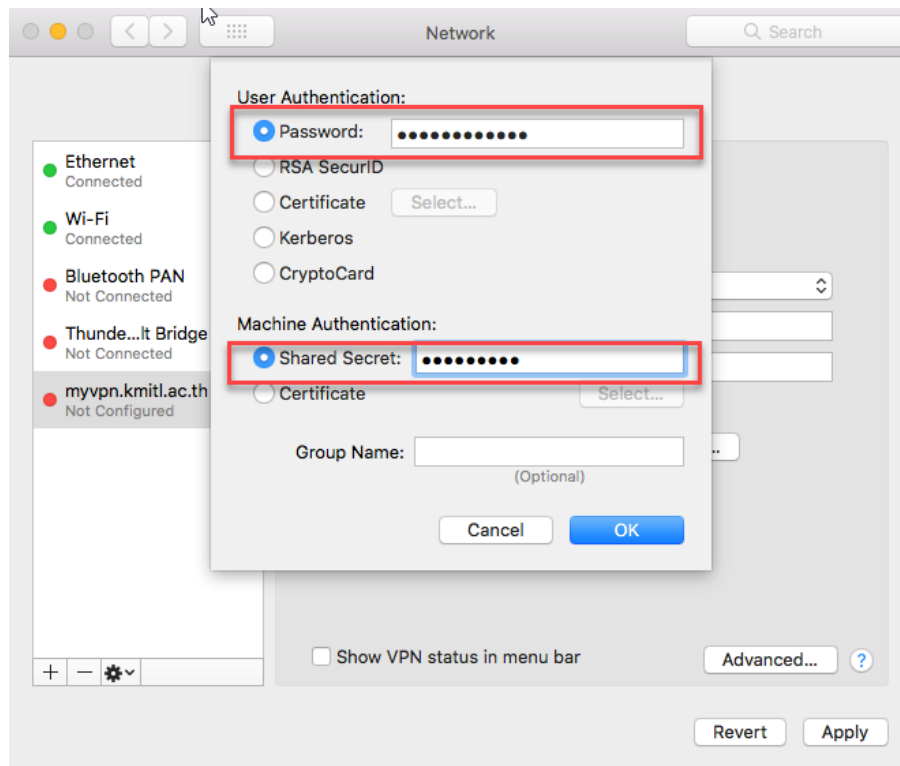 Network
Search
User Authentication:
Password: ••••••••••••
RSA SecurID
Certificate Select...
Kerberos
CryptoCard
Machine Authentication:
Shared Secret: •••••••••
Certificate Select...
Group Name:
(Optional)
Cancel OK
Ethernet
Connected
Wi-Fi
Connected
Bluetooth PAN
Not Connected
Thunde...lt Bridge
Not Connected
myvpn.kmitl.ac.th
Not Configured
..
Show VPN status in menu bar
Advanced... ?
Revert Apply